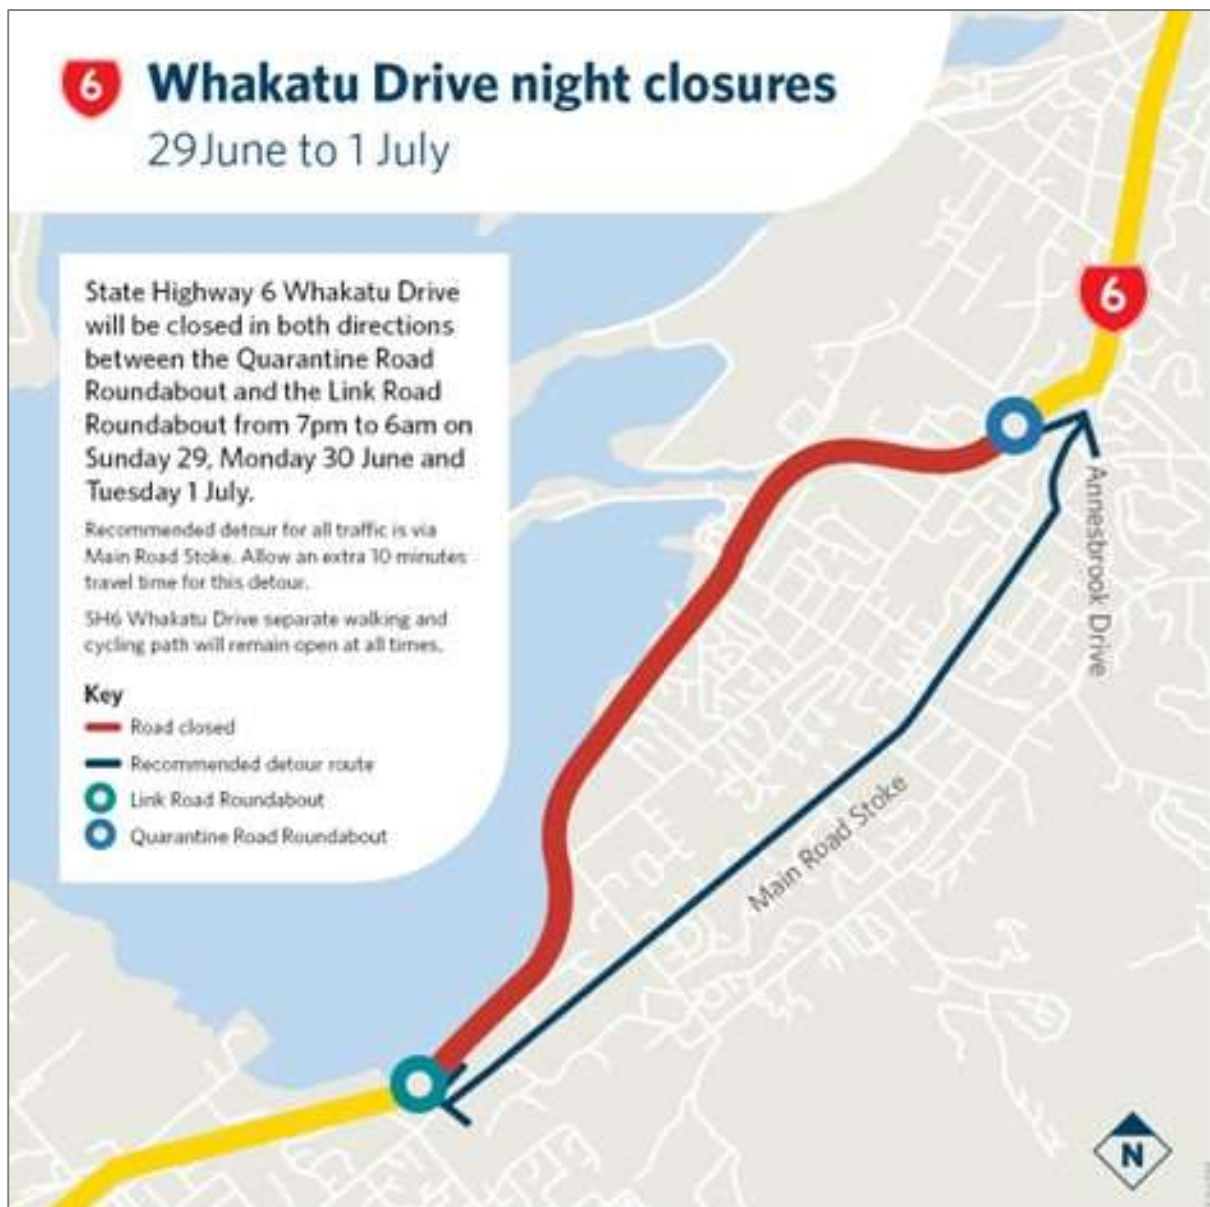 6 Whakatu Drive night closures
29June to 1 July
State Highway 6 Whakatu Drive
will be closed in both directions
between the Quarantine Road
Roundabout and the Link Road
Roundabout from 7pm to 6am on
Sunday 29, Monday 30 June and
Tuesday 1 July.
Recommended detour for all traffic is via
Main Road Stoke. Allow an extra 10 minutes
travel time for this detour.
SH6 Whakatu Drive separate walking and
cycling path will remain open at all times.
Key
Road closed
Recommended detour route
Link Road Roundabout
Quarantine Road Roundabout
6
Annesbrook Drive
Main Road Stoke
N